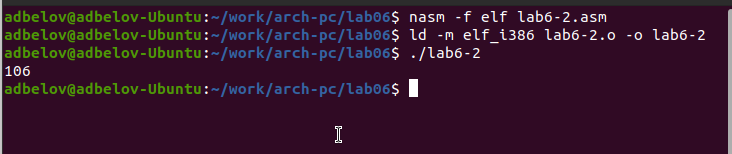 adbelov@adbelov-Ubuntu:~/work/arch-pc/lab06$ nasm -f elf lab6-2.asm
adbelov@adbelov-Ubuntu:~/work/arch-pc/lab06$ ld -m elf_i386 lab6-2.o -o lab6-2
adbelov@adbelov-Ubuntu:~/work/arch-pc/lab06$ ./lab6-2
106
adbelov@adbelov-Ubuntu:~/work/arch-pc/lab06$